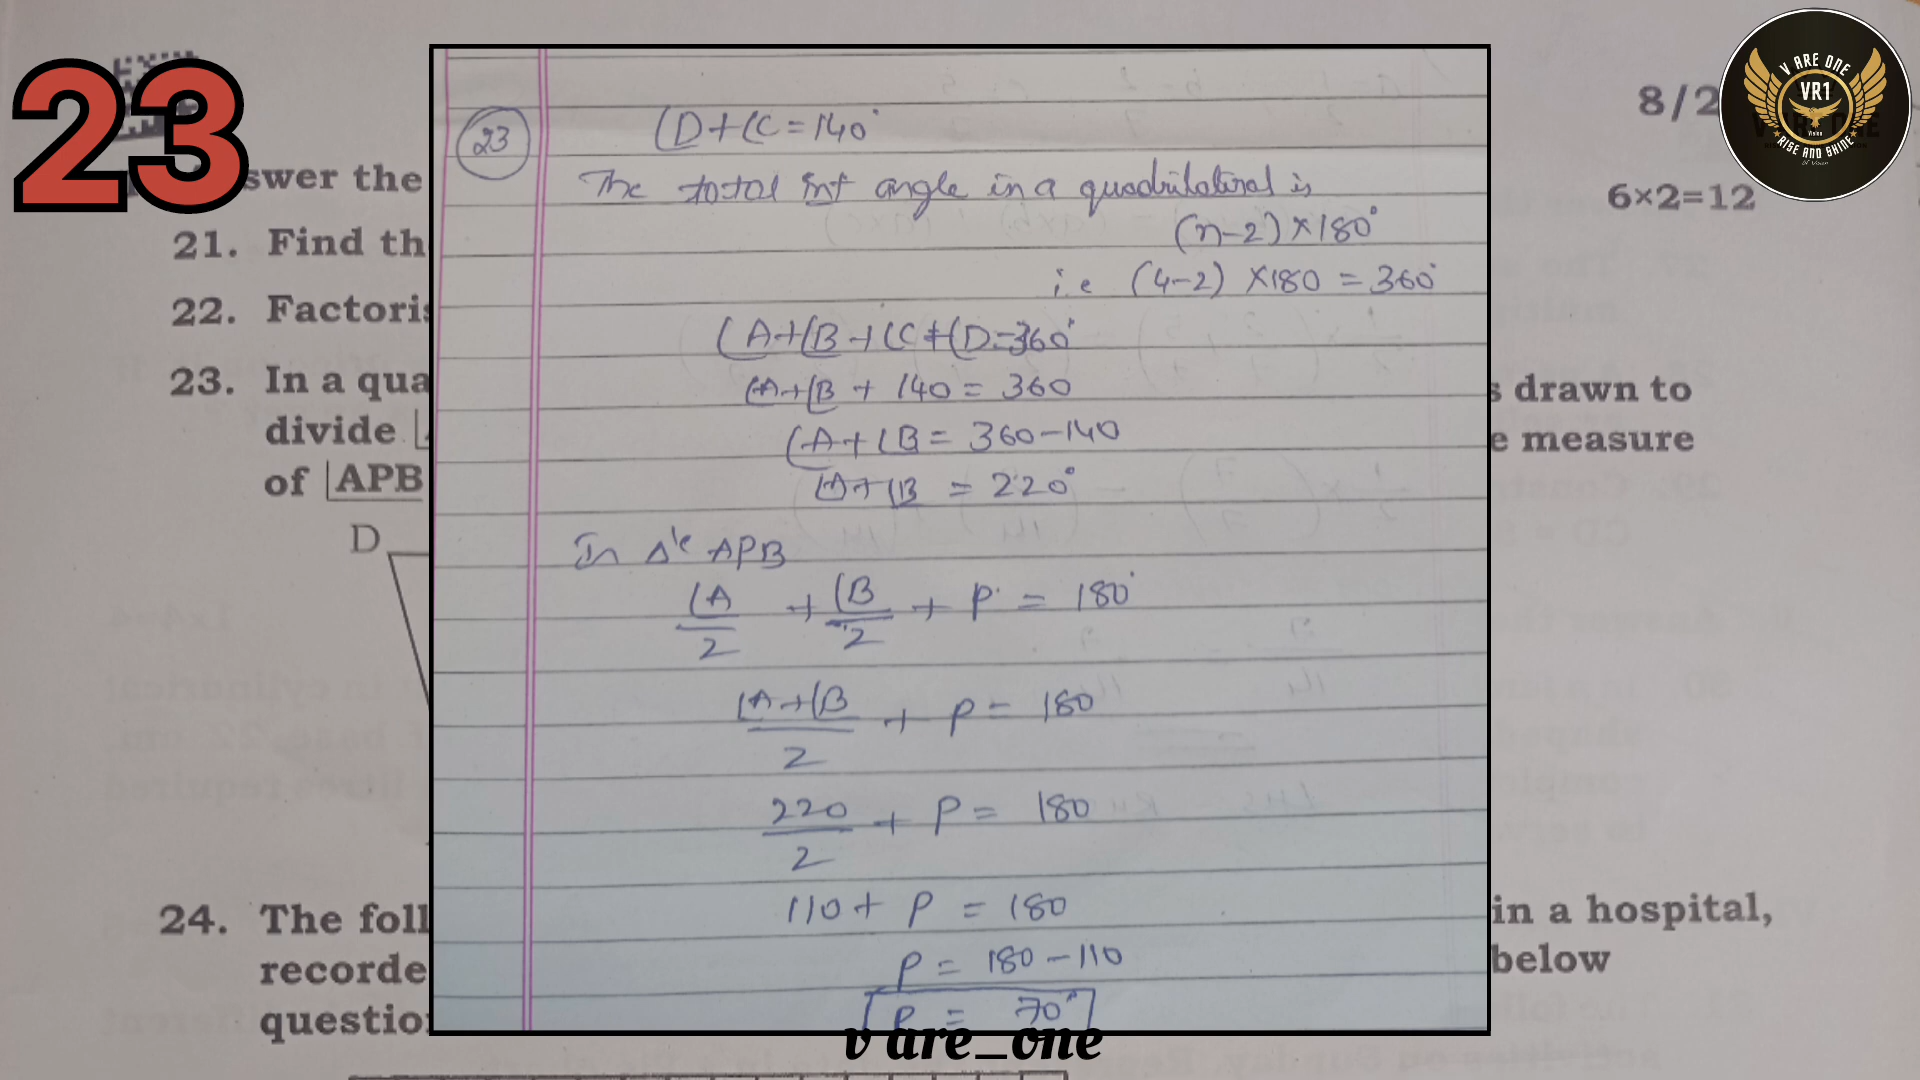 23
8/2
V ARE ONE
VR1
Vision
RISE AND SHINE
swer the
6×2=12
21. Find th
22. Factoris
23. In a qua
s drawn to
divide
e measure
of ∟APB
D
24. The foll
in a hospital,
recorde
below
question
23
∟D+∟C=140°
The total int angle in a quadrilateral is
(n-2)×180°
i.e (4-2) ×180 = 360°
∟A+∟B+∟C+∟D=360°
∟A+∟B + 140 = 360
∟A+∟B = 360-140
∟A+∟B = 220°
In Δle APB
∟A/2 + ∟B/2 + P = 180°
∟A+∟B/2 + P = 180
220/2 + P = 180
110 + P = 180
P = 180-110
P = 70°
v are_one